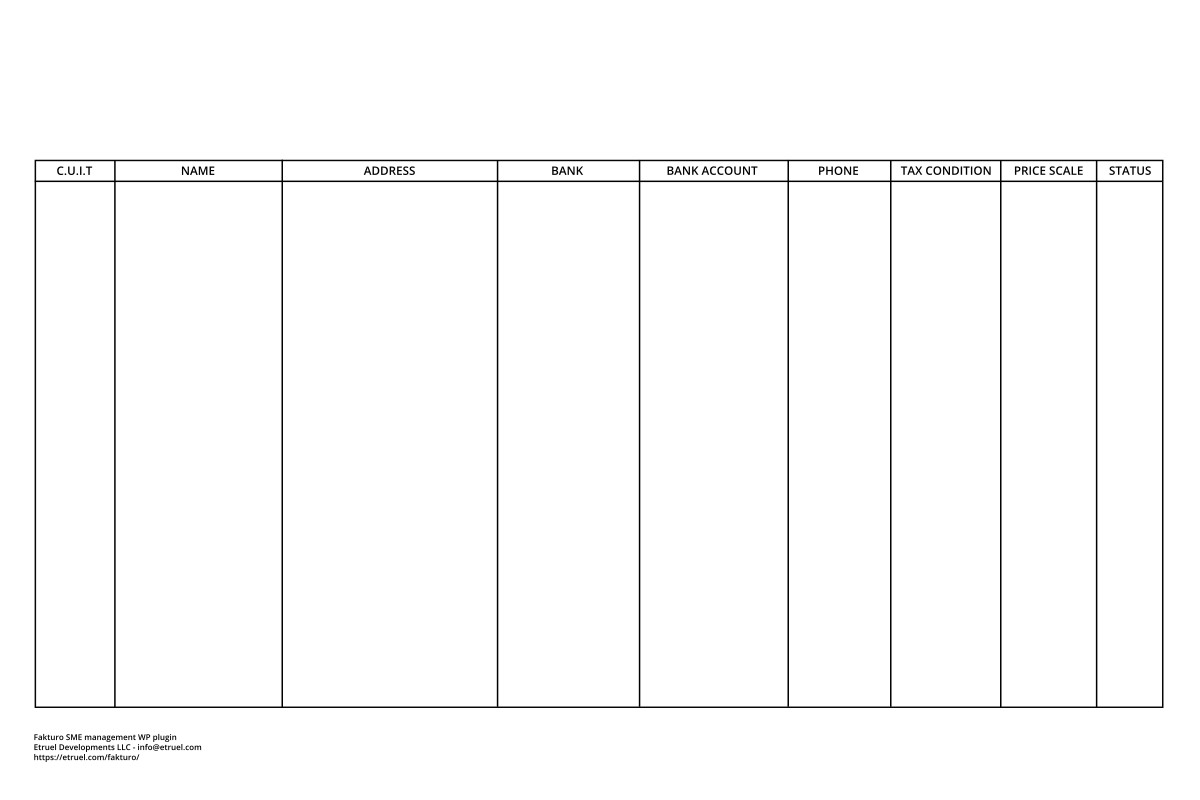 C.U.I.T NAME ADDRESS BANK BANK ACCOUNT PHONE TAX CONDITION PRICE SCALE STATUS
Fakturo SME management WP plugin
Etruel Developments LLC - info@etruel.com
https://etruel.com/fakturo/